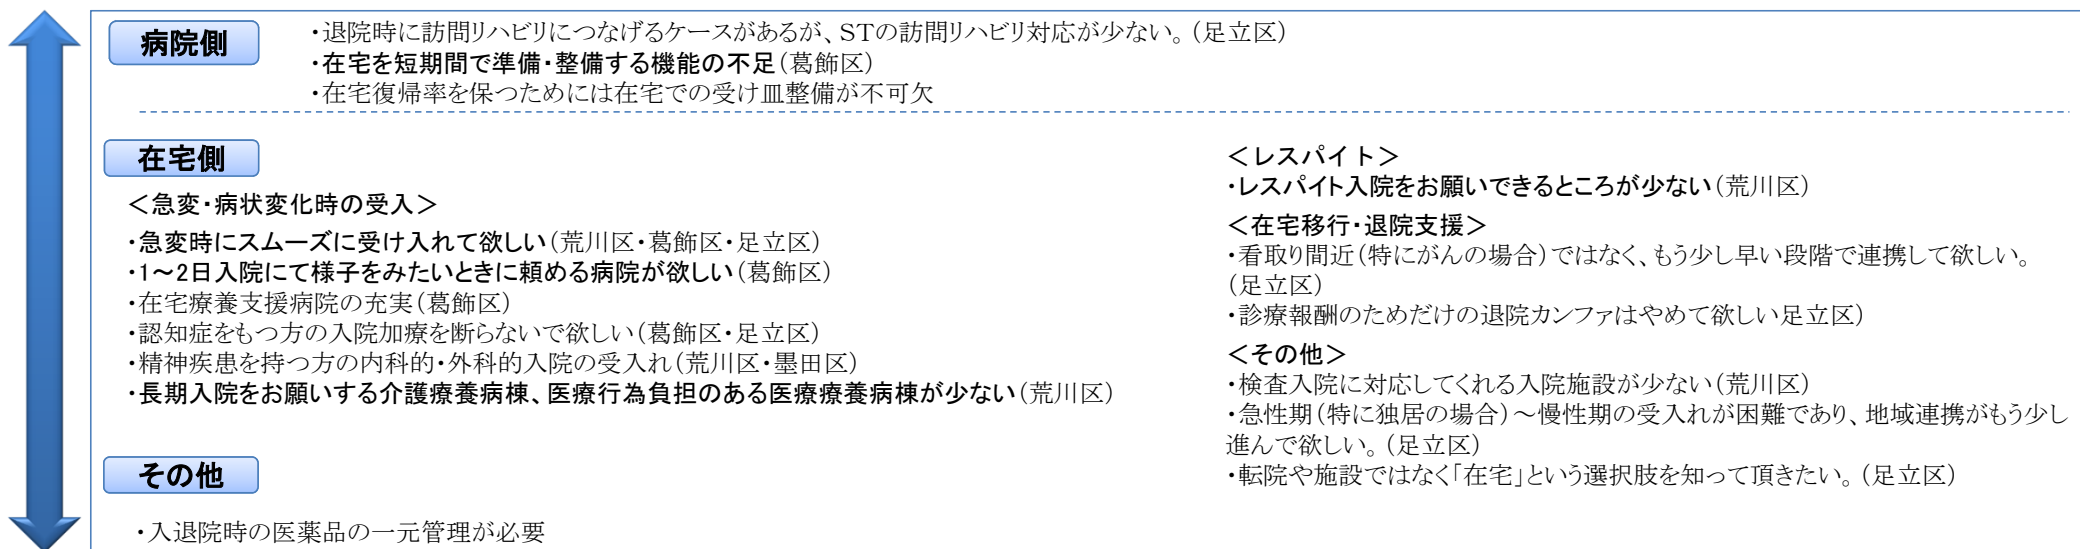 病院側
・退院時に訪問リハビリにつなげるケースがあるが、STの訪問リハビリ対応が少ない。(足立区)
・在宅を短期間で準備・整備する機能の不足(葛飾区)
・在宅復帰率を保つためには在宅での受け皿整備が不可欠
在宅側
＜急変・病状変化時の受入＞
・急変時にスムーズに受け入れて欲しい(荒川区・葛飾区・足立区)
・1～2日入院にて様子をみたいときに頼める病院が欲しい(葛飾区)
・在宅療養支援病院の充実(葛飾区)
・認知症をもつ方の入院加療を断らないで欲しい(葛飾区・足立区)
・精神疾患を持つ方の内科的・外科的入院の受入れ(荒川区・墨田区)
・長期入院をお願いする介護療養病棟、医療行為負担のある医療療養病棟が少ない(荒川区)
＜レスパイト＞
・レスパイト入院をお願いできるところが少ない(荒川区)
＜在宅移行・退院支援＞
・看取り間近(特にがんの場合)ではなく、もう少し早い段階で連携して欲しい。
(足立区)
・診療報酬のためだけの退院カンファはやめて欲しい足立区)
＜その他＞
・検査入院に対応してくれる入院施設が少ない(荒川区)
・急性期(特に独居の場合)～慢性期の受入れが困難であり、地域連携がもう少し
進んで欲しい。(足立区)
・転院や施設ではなく「在宅」という選択肢を知って頂きたい。(足立区)
その他
・入退院時の医薬品の一元管理が必要